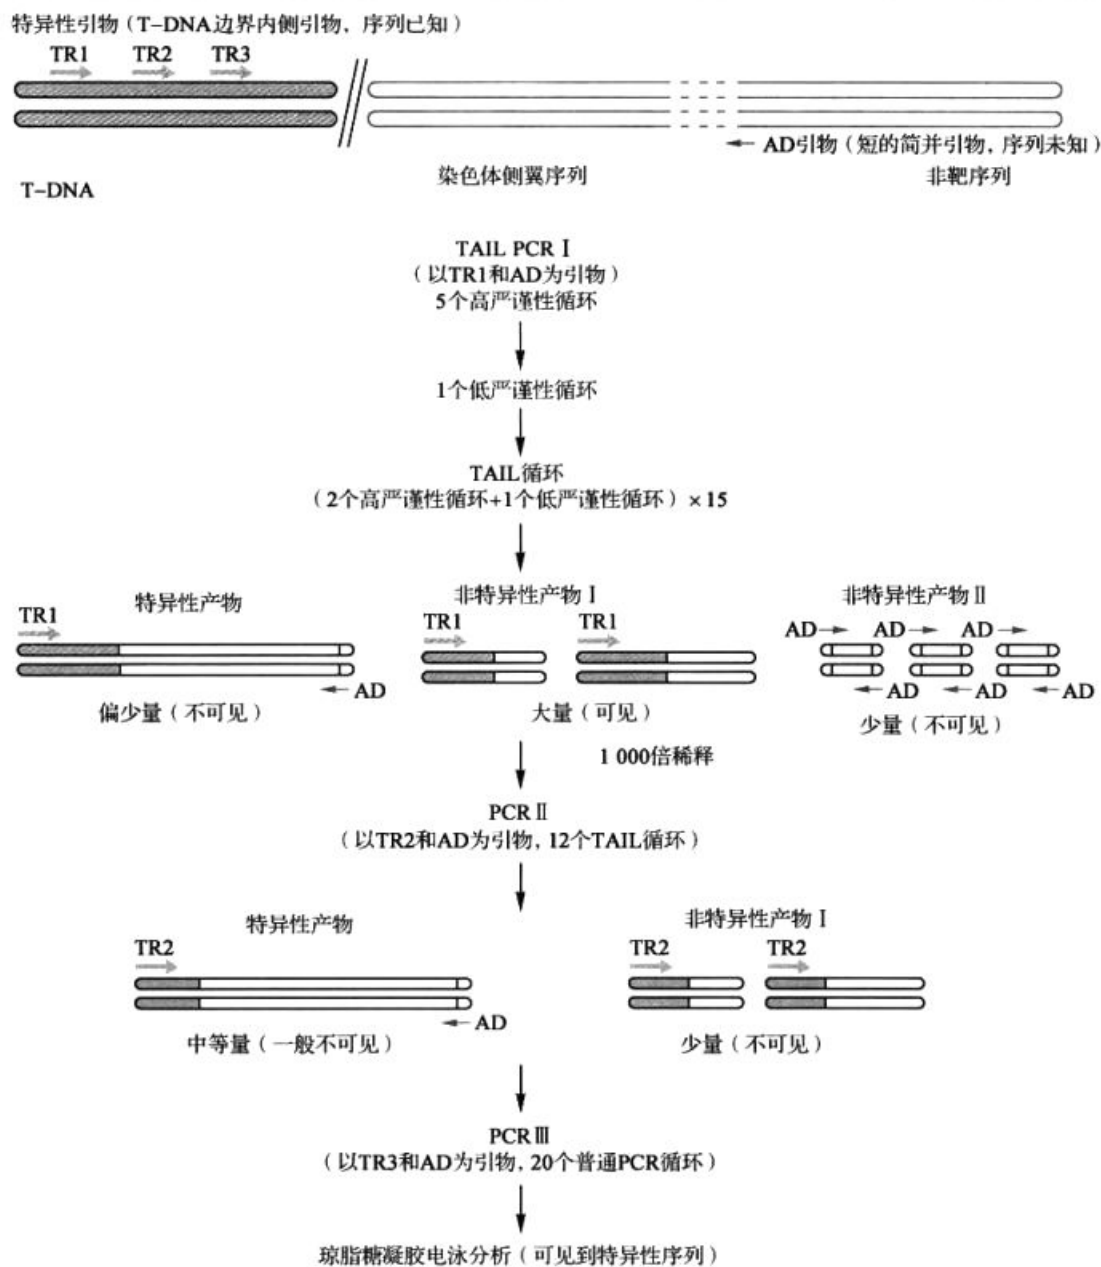 特异性引物（T-DNA边界内侧引物，序列已知）
TR1 TR2 TR3
AD引物（短的简并引物，序列未知）
染色体侧翼序列 非靶序列
T-DNA
TAIL PCR Ⅰ
（以TR1和AD为引物）
5个高严谨性循环
1个低严谨性循环
TAIL循环
（2个高严谨性循环+1个低严谨性循环）×15
特异性产物 非特异性产物Ⅰ 非特异性产物Ⅱ
TR1 TR1 TR1 AD AD AD
AD AD AD AD
偏少量（不可见） 大量（可见） 少量（不可见）
1 000倍稀释
PCRⅡ
（以TR2和AD为引物，12个TAIL循环）
特异性产物 非特异性产物Ⅰ
TR2 TR2 TR2
AD
中等量（一般不可见） 少量（不可见）
PCRⅢ
（以TR3和AD为引物，20个普通PCR循环）
琼脂糖凝胶电泳分析（可见到特异性序列）